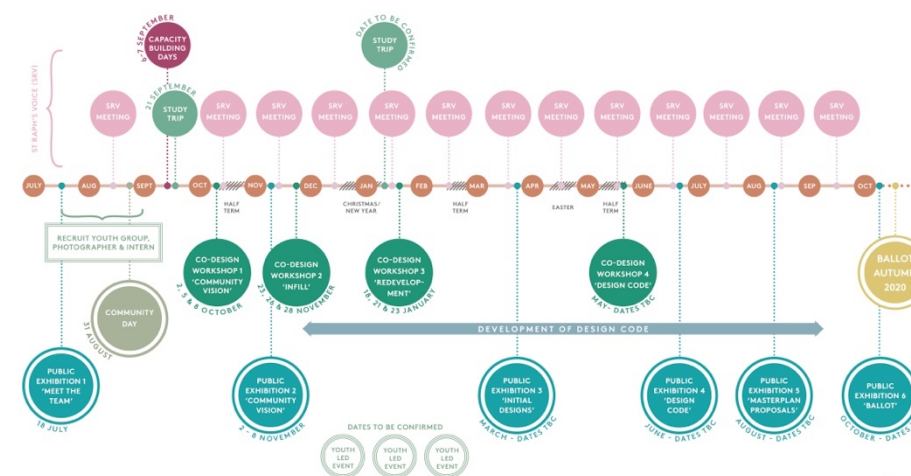 6-7 SEPTEMBER
CAPACITY
BUILDING
DAYS
DATE TO BE CONFIRMED
STUDY
TRIP
ST RAPH'S VOICE (SRV)
21 SEPTEMBER
STUDY
TRIP
SRV
MEETING
SRV
MEETING
SRV
MEETING
SRV
MEETING
SRV
MEETING
SRV
MEETING
SRV
MEETING
SRV
MEETING
SRV
MEETING
SRV
MEETING
SRV
MEETING
SRV
MEETING
SRV
MEETING
JULY
AUG
SEPT
OCT
NOV
DEC
JAN
FEB
MAR
APR
MAY
JUNE
JULY
AUG
SEP
OCT
HALF
TERM
CHRISTMAS/
NEW YEAR
HALF
TERM
EASTER
HALF
TERM
RECRUIT YOUTH GROUP,
PHOTOGRAPHER & INTERN
COMMUNITY
DAY
31 AUGUST
CO-DESIGN
WORKSHOP 1
'COMMUNITY
VISION'
2, 5 & 8 OCTOBER
CO-DESIGN
WORKSHOP 2
'INFILL'
23, 26 & 28 NOVEMBER
CO-DESIGN
WORKSHOP 3
'REDEVELOP-
MENT'
18, 21 & 23 JANUARY
CO-DESIGN
WORKSHOP 4
'DESIGN CODE'
MAY- DATES TBC
BALLOT
AUTUMN
2020
DEVELOPMENT OF DESIGN CODE
PUBLIC
EXHIBITION 1
'MEET THE
TEAM'
18 JULY
PUBLIC
EXHIBITION 2
'COMMUNITY
VISION'
2 - 8 NOVEMBER
PUBLIC
EXHIBITION 3
'INITIAL
DESIGNS'
MARCH - DATES TBC
PUBLIC
EXHIBITION 4
'DESIGN
CODE'
JUNE - DATES TBC
PUBLIC
EXHIBITION 5
'MASTERPLAN
PROPOSALS'
AUGUST - DATES TBC
PUBLIC
EXHIBITION 6
'BALLOT'
OCTOBER - DATES
DATES TO BE CONFIRMED
YOUTH
LED
EVENT
YOUTH
LED
EVENT
YOUTH
LED
EVENT